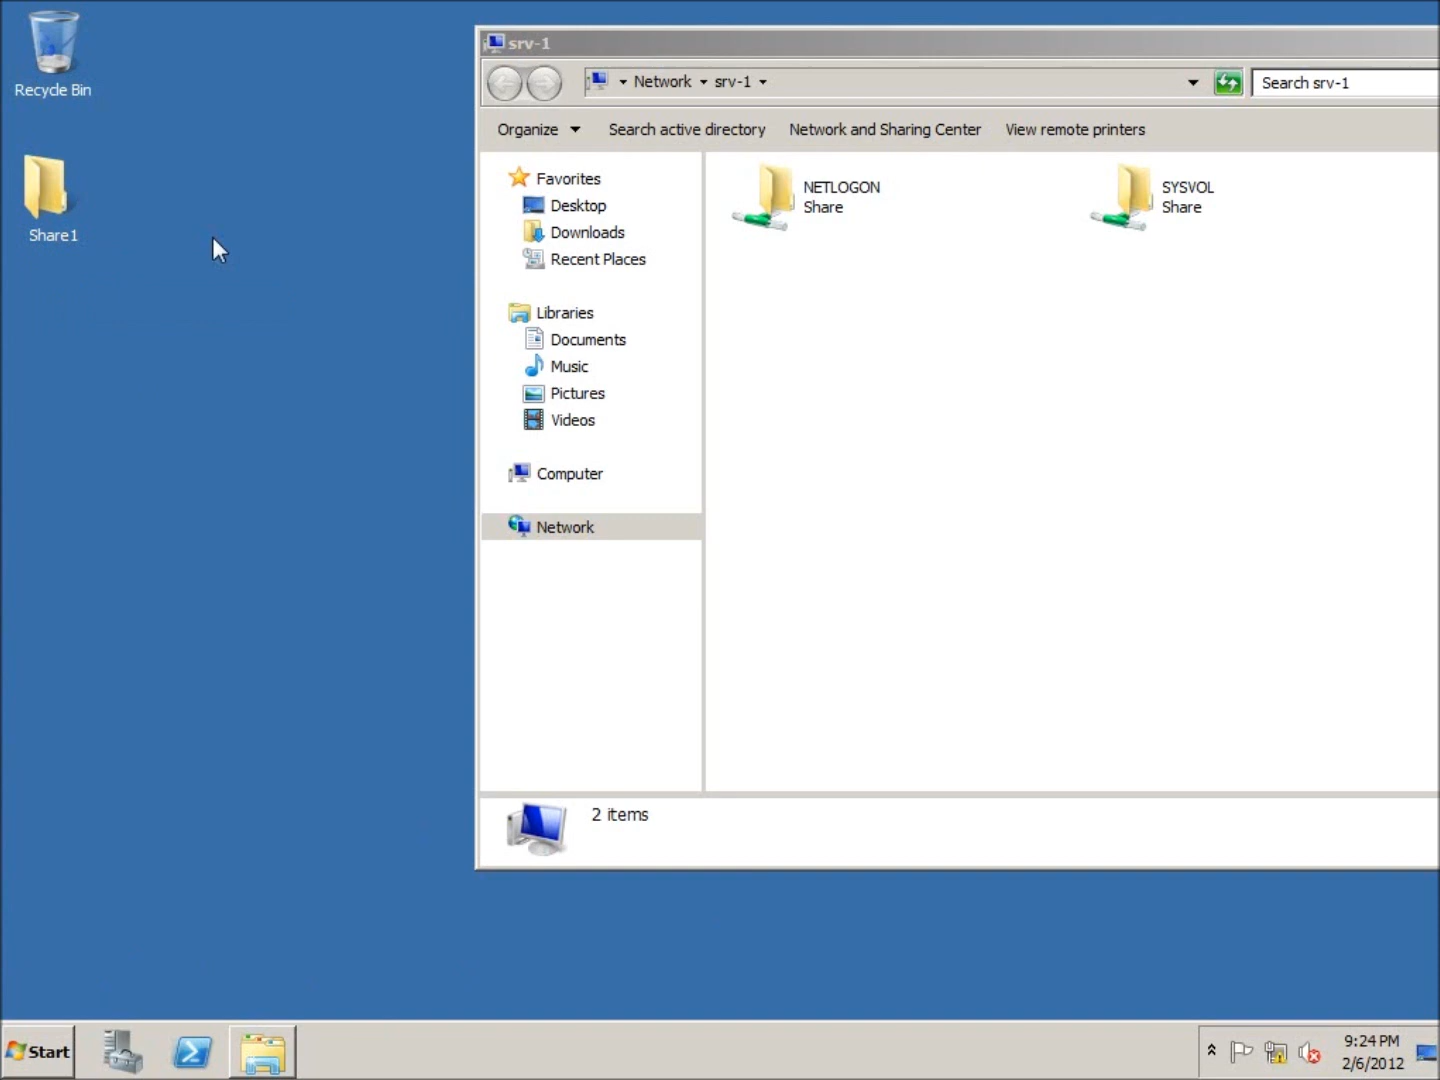 Recycle Bin
Share1
srv-1
Network srv-1
Search srv-1
Organize Search active directory Network and Sharing Center View remote printers
Favorites
Desktop
Downloads
Recent Places
Libraries
Documents
Music
Pictures
Videos
Computer
Network
NETLOGON
Share
SYSVOL
Share
2 items
Start
9:24 PM
2/6/2012